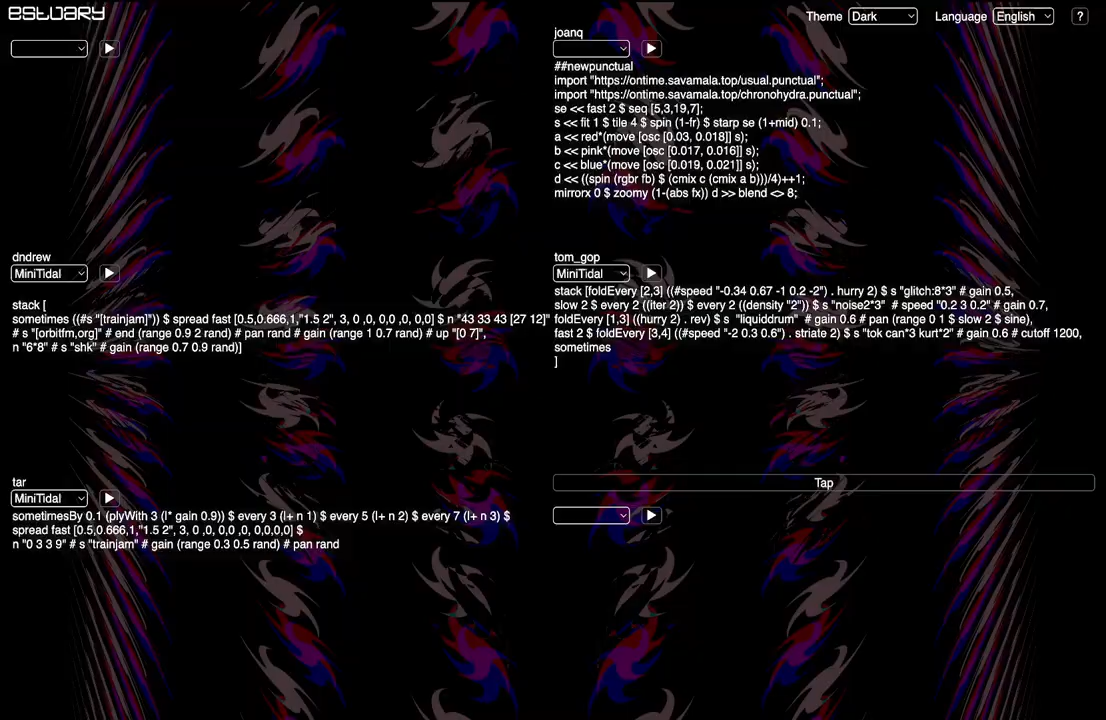 estuary
Theme Dark Language English ?
joanq
##newpunctual
import "https://ontime.savamala.top/usual.punctual";
import "https://ontime.savamala.top/chronohydra.punctual";
se << fast 2 $ seq [5,3,19,7];
s << fit 1 $ tile 4 $ spin (1-fr) $ starp se (1+mid) 0.1;
a << red*(move [osc [0.03, 0.018]] s);
b << pink*(move [osc [0.017, 0.016]] s);
c << blue*(move [osc [0.019, 0.021]] s);
d << ((spin (rgbr fb) $ (cmix c (cmix a b)))/4)++1;
mirrorx 0 $ zoomy (1-(abs fx)) d >> blend <> 8;
dndrew
MiniTidal
stack [
sometimes ((#s "[trainjam]")) $ spread fast [0.5,0.666,1,"1.5 2", 3, 0 ,0, 0,0 ,0, 0,0] $ n "43 33 43 [27 12]"
# s "[orbitfm,org]" # end (range 0.9 2 rand) # pan rand # gain (range 1 0.7 rand) # up "[0 7]",
n "6*8" # s "shk" # gain (range 0.7 0.9 rand)]
tom_gop
MiniTidal
stack [foldEvery [2,3] ((#speed "-0.34 0.67 -1 0.2 -2") . hurry 2) $ s "glitch:8*3" # gain 0.5,
slow 2 $ every 2 ((iter 2)) $ every 2 ((density "2")) $ s "noise2*3"  # speed "0.2 3 0.2" # gain 0.7,
foldEvery [1,3] ((hurry 2) . rev) $ s  "liquiddrum"  # gain 0.6 # pan (range 0 1 $ slow 2 $ sine),
fast 2 $ foldEvery [3,4] ((#speed "-2 0.3 0.6") . striate 2) $ s "tok can*3 kurt*2" # gain 0.6 # cutoff 1200,
sometimes
]
tar
MiniTidal
sometimesBy 0.1 (plyWith 3 (|* gain 0.9)) $ every 3 (|+ n 1) $ every 5 (|+ n 2) $ every 7 (|+ n 3) $
spread fast [0.5,0.666,1,"1.5 2", 3, 0 ,0, 0,0 ,0, 0,0,0,0] $
n "0 3 3 9" # s "trainjam" # gain (range 0.3 0.5 rand) # pan rand
Tap